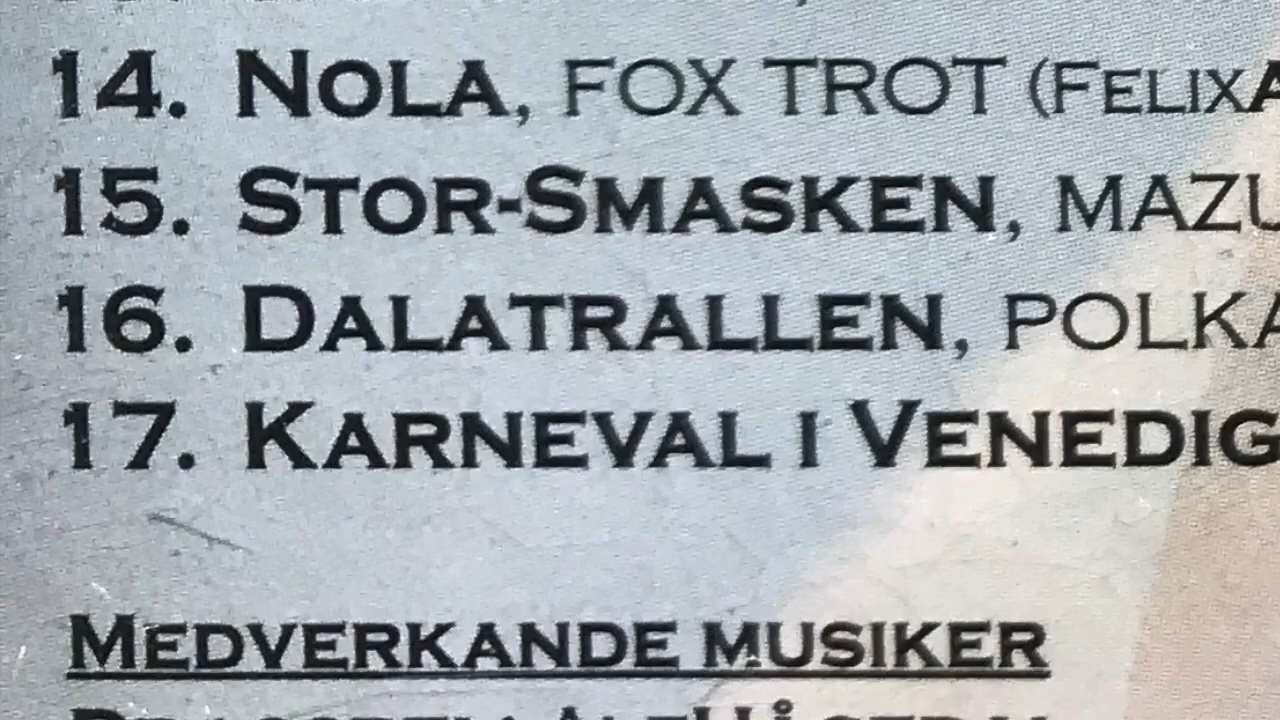 14. NOLA, FOX TROT (FELIX
15. STOR-SMASKEN, MAZU
16. DALATRALLEN, POLKA
17. KARNEVAL I VENEDIG
MEDVERKANDE MUSIKER